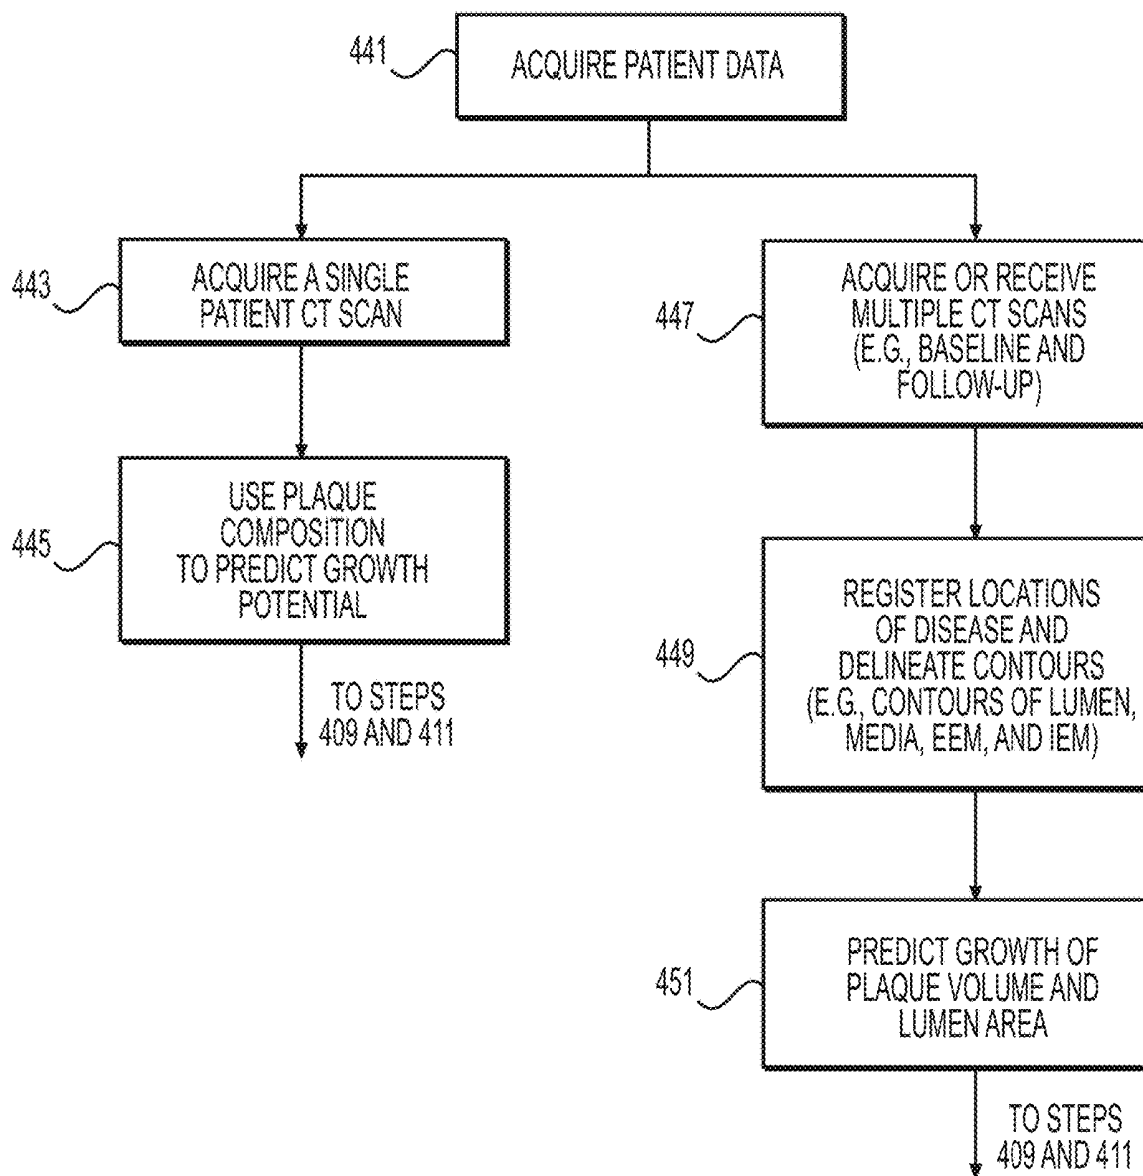 441
ACQUIRE PATIENT DATA
443
ACQUIRE A SINGLE
PATIENT CT SCAN
445
USE PLAQUE
COMPOSITION
TO PREDICT GROWTH
POTENTIAL
TO STEPS
409 AND 411
447
ACQUIRE OR RECEIVE
MULTIPLE CT SCANS
(E.G., BASELINE AND
FOLLOW-UP)
449
REGISTER LOCATIONS
OF DISEASE AND
DELINEATE CONTOURS
(E.G., CONTOURS OF LUMEN,
MEDIA, EEM, AND IEM)
451
PREDICT GROWTH OF
PLAQUE VOLUME AND
LUMEN AREA
TO STEPS
409 AND 411